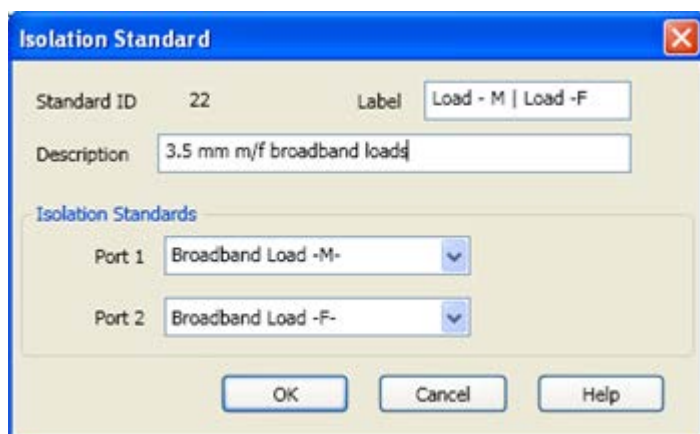 Isolation Standard
Standard ID 22 Label Load - M | Load -F
Description 3.5 mm m/f broadband loads
Isolation Standards
Port 1 Broadband Load -M-
Port 2 Broadband Load -F-
OK Cancel Help